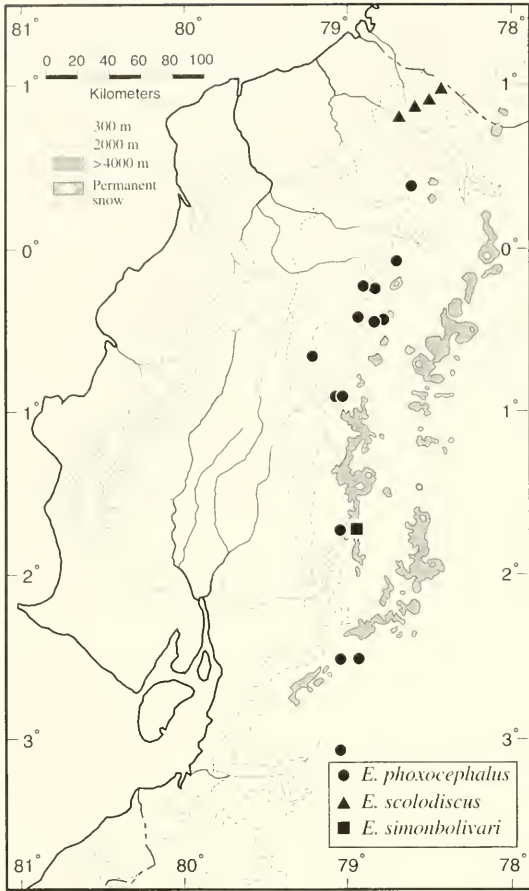 81° 80° 79° 78°
0 20 40 60 80 100
Kilometers
300 m
2000 m
>4000 m
Permanent
snow
1° 1°
0° 0°
1° 1°
2° 2°
3° 3°
E. phoxocephalus
E. scolodiscus
E. simonbolivari
81° 80° 79° 78°